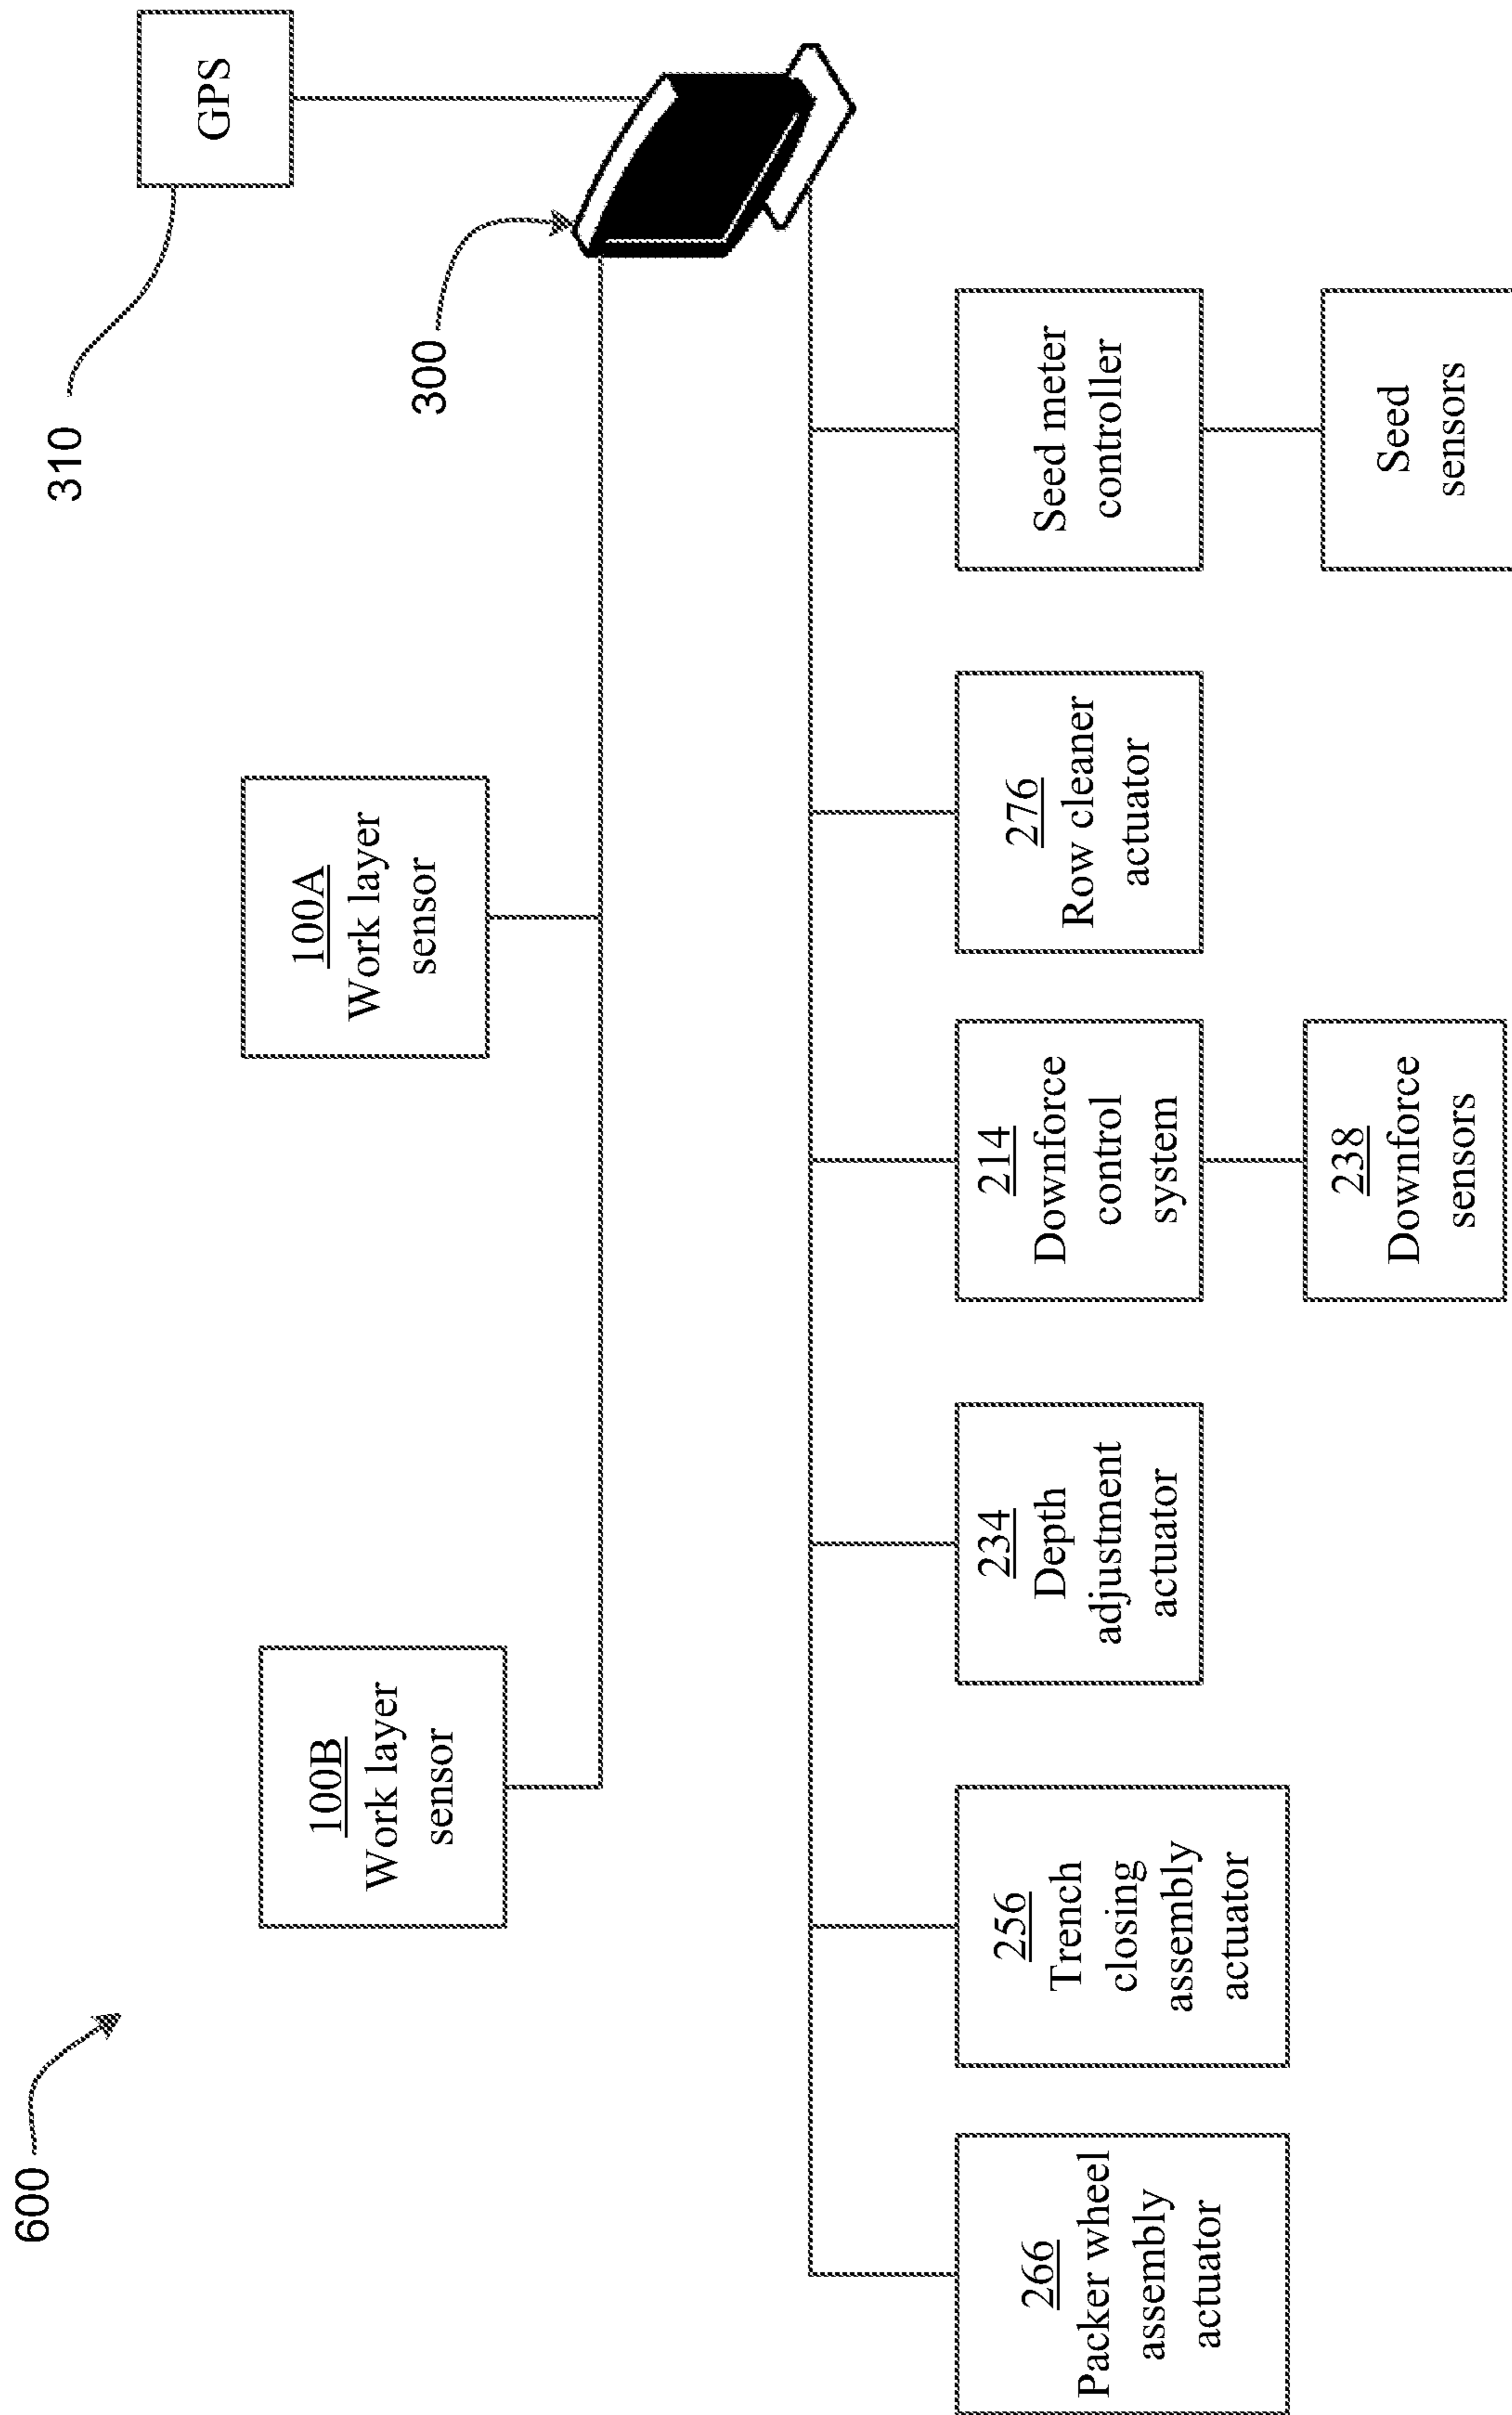 600
100B
Work layer
sensor
100A
Work layer
sensor
310
GPS
300
266
Packer wheel
assembly
actuator
256
Trench
closing
assembly
actuator
234
Depth
adjustment
actuator
214
Downforce
control
system
238
Downforce
sensors
276
Row cleaner
actuator
Seed meter
controller
Seed
sensors